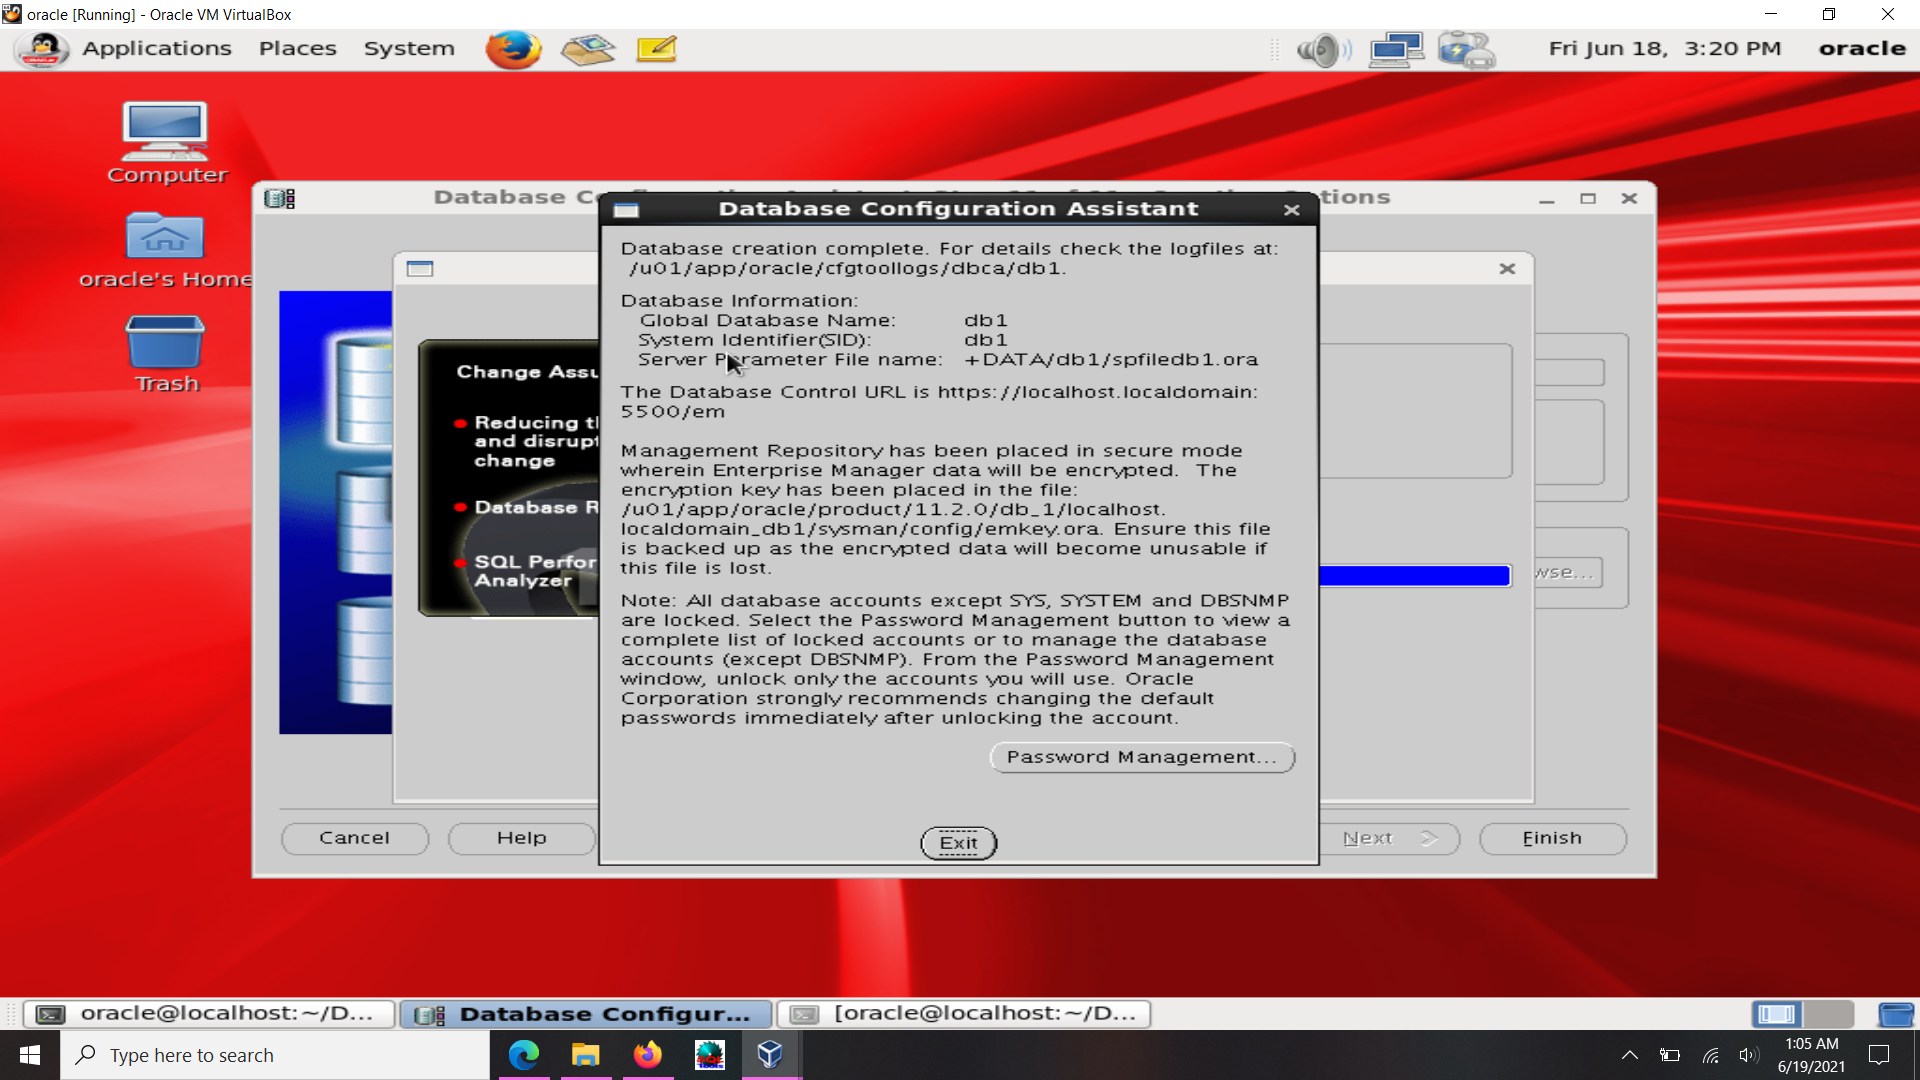 oracle [Running] - Oracle VM VirtualBox
Applications Places System
Fri Jun 18, 3:20 PM oracle
Computer
oracle's Home
Trash
Database Configuration Assistant
Database creation complete. For details check the logfiles at:
/u01/app/oracle/cfgtoollogs/dbca/db1.
Database Information:
Global Database Name: db1
System Identifier(SID): db1
Server Parameter File name: +DATA/db1/spfiledb1.ora
The Database Control URL is https://localhost.localdomain:
5500/em
Management Repository has been placed in secure mode
wherein Enterprise Manager data will be encrypted. The
encryption key has been placed in the file:
/u01/app/oracle/product/11.2.0/db_1/localhost.
localdomain_db1/sysman/config/emkey.ora. Ensure this file
is backed up as the encrypted data will become unusable if
this file is lost.
Note: All database accounts except SYS, SYSTEM and DBSNMP
are locked. Select the Password Management button to view a
complete list of locked accounts or to manage the database
accounts (except DBSNMP). From the Password Management
window, unlock only the accounts you will use. Oracle
Corporation strongly recommends changing the default
passwords immediately after unlocking the account.
Password Management...
Exit
Database
tions
Change Assu
Reducing t
and disrup
change
Database R
SQL Perfor
Analyzer
wse...
Cancel Help Next Finish
oracle@localhost:~/D... Database Configur... [oracle@localhost:~/D...
Type here to search
1:05 AM
6/19/2021